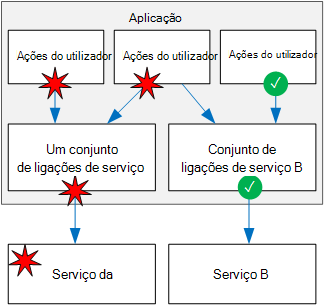 Aplicação
Ações do utilizador
Ações do utilizador
Ações do utilizador
Um conjunto
de ligações de serviço
Conjunto de
ligações de serviço B
Serviço da
Serviço B